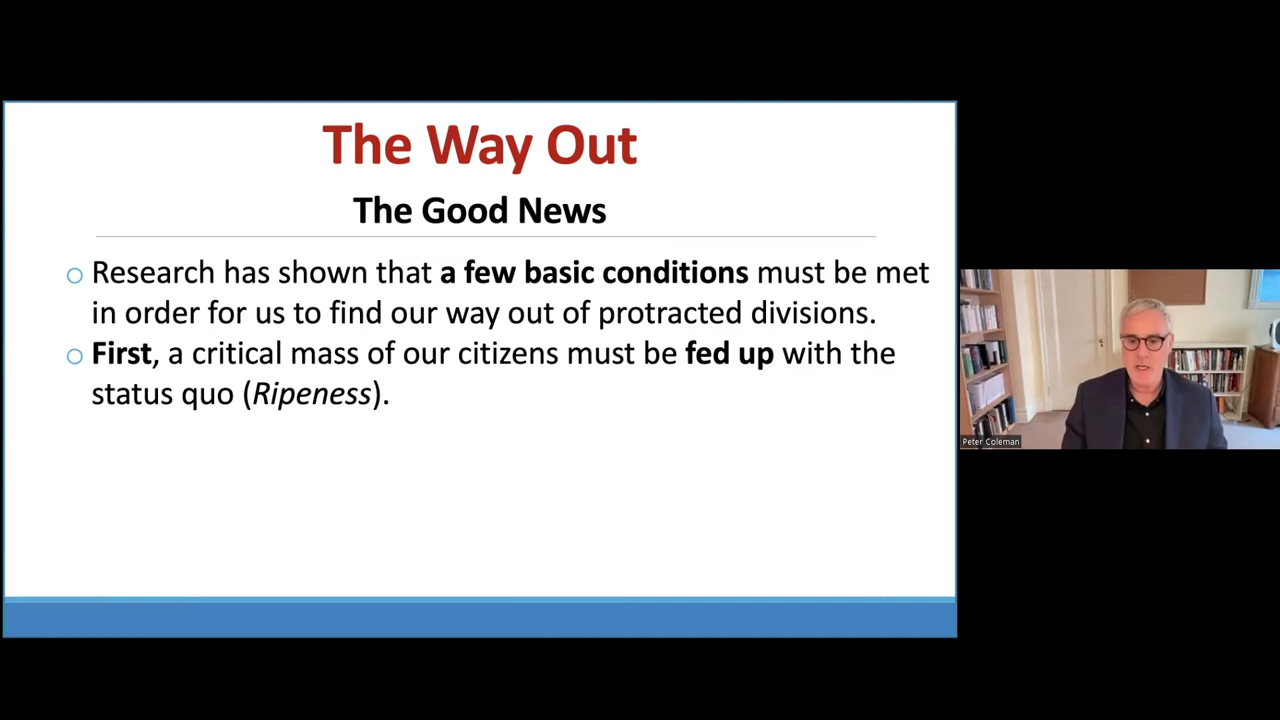 The Way Out
The Good News
Research has shown that a few basic conditions must be met
in order for us to find our way out of protracted divisions.
First, a critical mass of our citizens must be fed up with the
status quo (Ripeness).
Peter Coleman